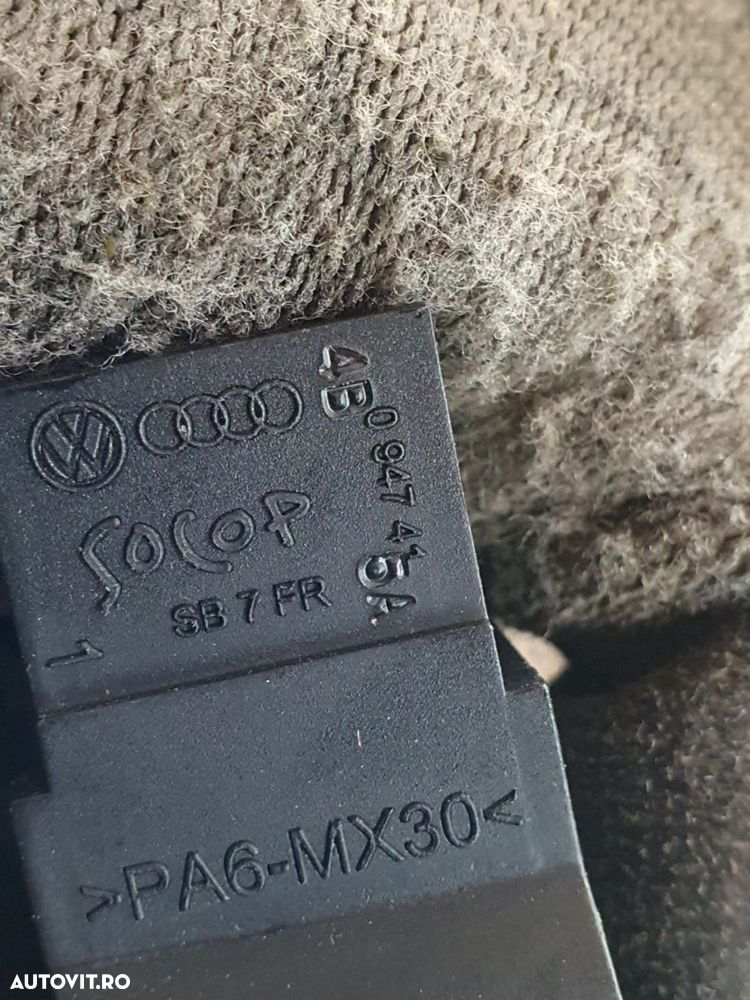 4B0 947 415A
SOCOP
SB 7 FR
1
>PA6-MX30<
AUTOVIT.RO